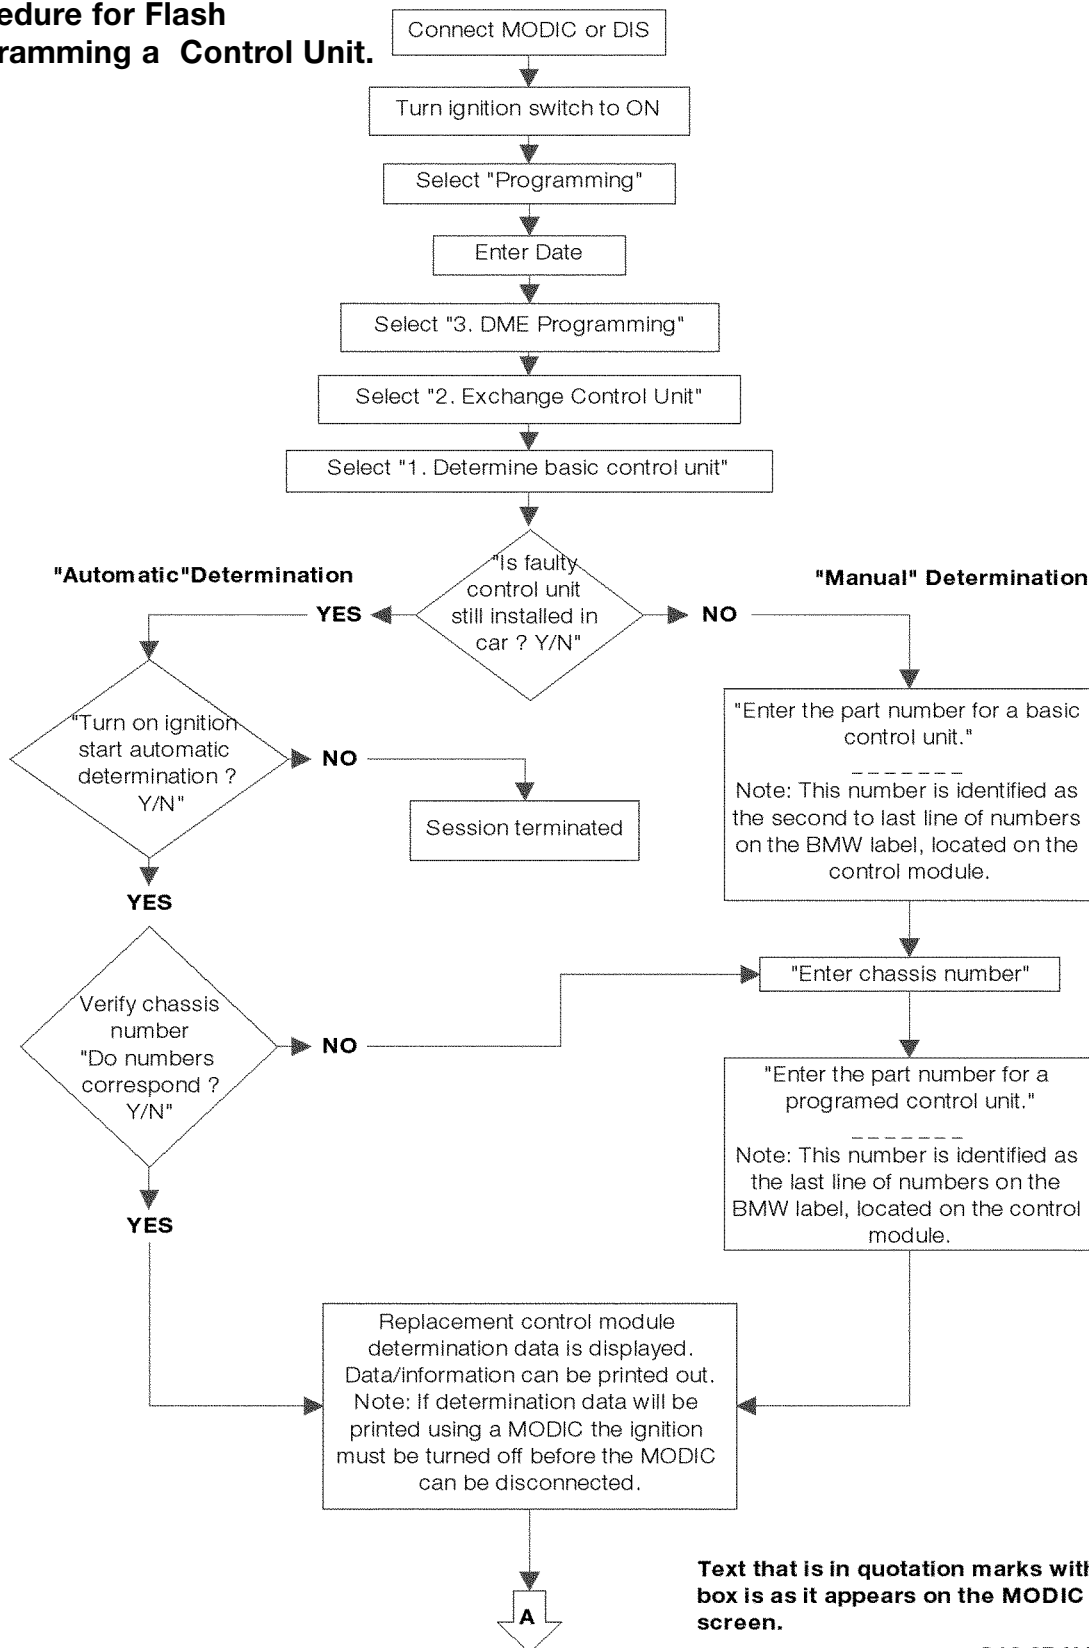 edure for Flash
ramming a Control Unit.
Connect MODIC or DIS
Turn ignition switch to ON
Select "Programming"
Enter Date
Select "3. DME Programming"
Select "2. Exchange Control Unit"
Select "1. Determine basic control unit"
"Is faulty
control unit
still installed in
car ? Y/N"
"Automatic"Determination
"Manual" Determination
YES
NO
"Turn on ignition
start automatic
determination ?
Y/N"
NO
Session terminated
YES
"Enter the part number for a basic
control unit."
_ _ _ _ _ _ _
Note: This number is identified as
the second to last line of numbers
on the BMW label, located on the
control module.
Verify chassis
number
"Do numbers
correspond ?
Y/N"
NO
YES
"Enter chassis number"
"Enter the part number for a
programed control unit."
_ _ _ _ _ _ _
Note: This number is identified as
the last line of numbers on the
BMW label, located on the control
module.
Replacement control module
determination data is displayed.
Data/information can be printed out.
Note: If determination data will be
printed using a MODIC the ignition
must be turned off before the MODIC
can be disconnected.
A
Text that is in quotation marks with
box is as it appears on the MODIC
screen.